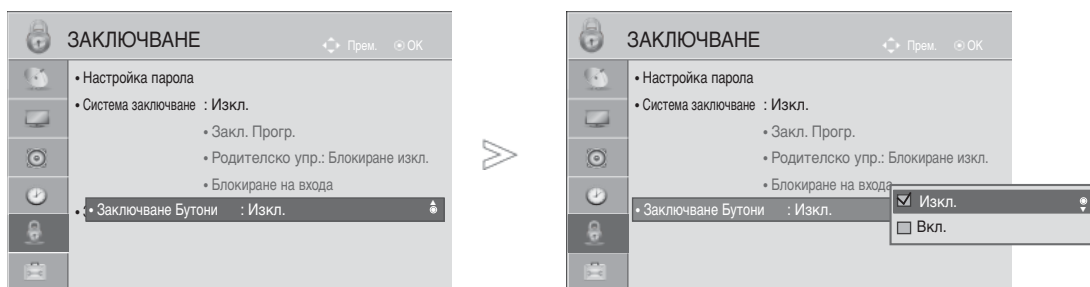 ЗАКЛЮЧВАНЕ
Прем. OK
• Настройка парола
• Система заключване : Изкл.
• Закл. Прогр.
• Родителско упр.: Блокиране изкл.
• Блокиране на входа
• Заключване Бутони : Изкл.
ЗАКЛЮЧВАНЕ
Прем. OK
• Настройка парола
• Система заключване : Изкл.
• Закл. Прогр.
• Родителско упр.: Блокиране изкл.
• Блокиране на входа
• Заключване Бутони : Изкл.
Изкл.
Вкл.